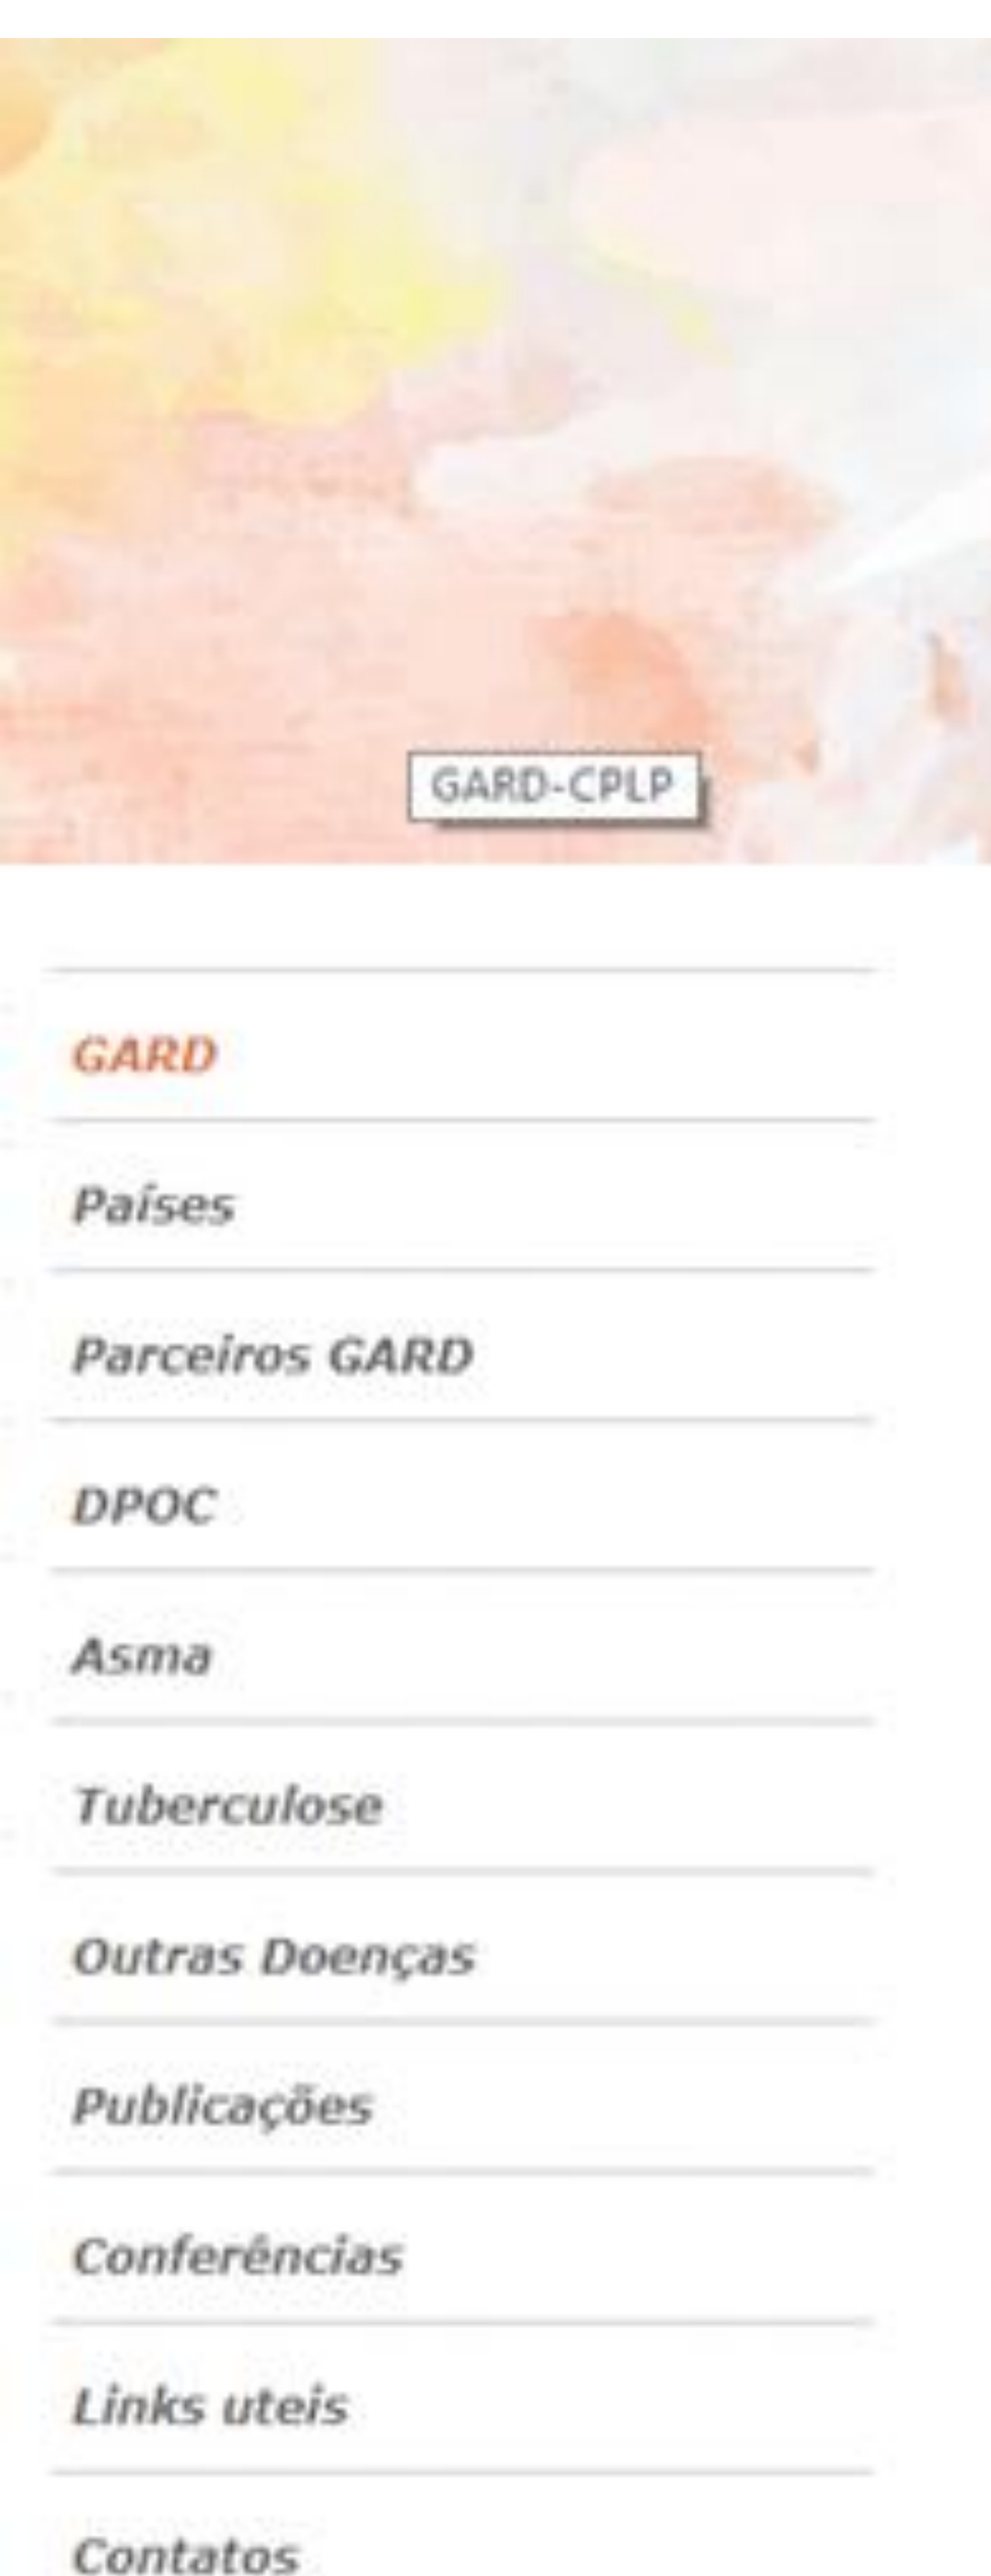 GARD-CPLP
GARD
Países
Parceiros GARD
DPOC
Asma
Tuberculose
Outras Doenças
Publicações
Conferências
Links uteis
Contatos